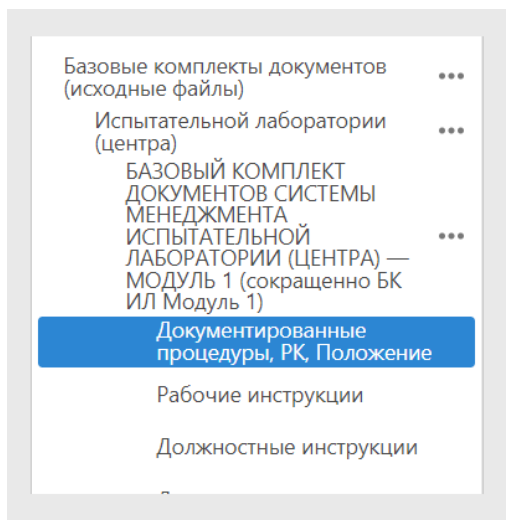 Базовые комплекты документов
(исходные файлы)
Испытательной лаборатории
(центра)
БАЗОВЫЙ КОМПЛЕКТ
ДОКУМЕНТОВ СИСТЕМЫ
МЕНЕДЖМЕНТА
ИСПЫТАТЕЛЬНОЙ
ЛАБОРАТОРИИ (ЦЕНТРА) —
МОДУЛЬ 1 (сокращенно БК
ИЛ Модуль 1)
Документированные
процедуры, РК, Положение
Рабочие инструкции
Должностные инструкции